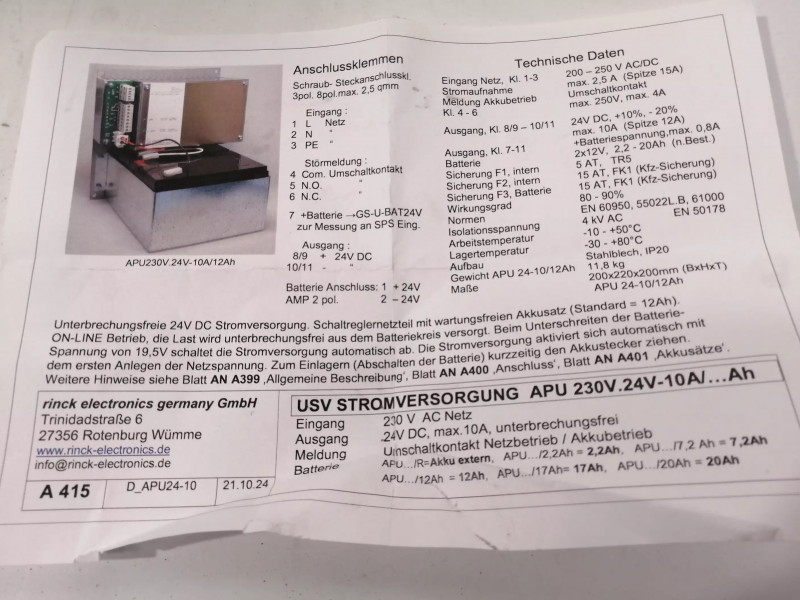 Anschlussklemmen
Schraub- Steckanschlusskl.
3pol. 8pol.max. 2,5 qmm
Eingang :
1 L Netz
2 N "
3 PE "
Störmeldung :
4 Com. Umschaltkontakt
5 N.O. "
6 N.C. "
7 +Batterie →GS-U-BAT24V
zur Messung an SPS Eing.
Ausgang :
8/9 + 24V DC
10/11 - "
Batterie Anschluss: 1 + 24V
AMP 2 pol. 2 – 24V
APU230V.24V-10A/12Ah
Technische Daten
Eingang Netz, Kl. 1-3 200 – 250 V AC/DC
Stromaufnahme max. 2,5 A (Spitze 15A)
Meldung Akkubetrieb Umschaltkontakt
Kl. 4 - 6 max. 250V, max. 4A
Ausgang, Kl. 8/9 – 10/11 24V DC, +10%, - 20%
max. 10A (Spitze 12A)
Ausgang, Kl. 7-11 +Batteriespannung,max. 0,8A
Batterie 2x12V, 2,2 - 20Ah (n.Best.)
Sicherung F1, intern 5 AT, TR5
Sicherung F2, intern 15 AT, FK1 (Kfz-Sicherung)
Sicherung F3, Batterie 15 AT, FK1 (Kfz-Sicherung)
Wirkungsgrad 80 - 90%
Normen EN 60950, 55022L.B, 61000
EN 50178
Isolationsspannung 4 kV AC
Arbeitstemperatur -10 - +50°C
Lagertemperatur -30 - +80°C
Aufbau Stahlblech, IP20
Gewicht APU 24-10/12Ah 11,8 kg
Maße 200x220x200mm (BxHxT)
APU 24-10/12Ah
Unterbrechungsfreie 24V DC Stromversorgung. Schaltreglernetzteil mit wartungsfreien Akkusatz (Standard = 12Ah).
ON-LINE Betrieb, die Last wird unterbrechungsfrei aus dem Batteriekreis versorgt. Beim Unterschreiten der Batterie-
Spannung von 19,5V schaltet die Stromversorgung automatisch ab. Die Stromversorgung aktiviert sich automatisch mit
dem ersten Anlegen der Netzspannung. Zum Einlagern (Abschalten der Batterie) kurzzeitig den Akkustecker ziehen.
Weitere Hinweise siehe Blatt AN A399 ‚Allgemeine Beschreibung', Blatt AN A400 ‚Anschluss', Blatt AN A401 ‚Akkusätze'.
rinck electronics germany GmbH
Trinidadstraße 6
27356 Rotenburg Wümme
www.rinck-electronics.de
info@rinck-electronics.de
A 415 D_APU24-10 21.10.24
USV STROMVERSORGUNG APU 230V.24V-10A/...Ah
Eingang 230 V AC Netz
Ausgang 24V DC, max.10A, unterbrechungsfrei
Meldung Umschaltkontakt Netzbetrieb / Akkubetrieb
Batterie APU.../R=Akku extern, APU.../2,2Ah = 2,2Ah, APU.../7,2 Ah = 7,2Ah
APU.../12Ah = 12Ah, APU.../17Ah= 17Ah, APU.../20Ah = 20Ah